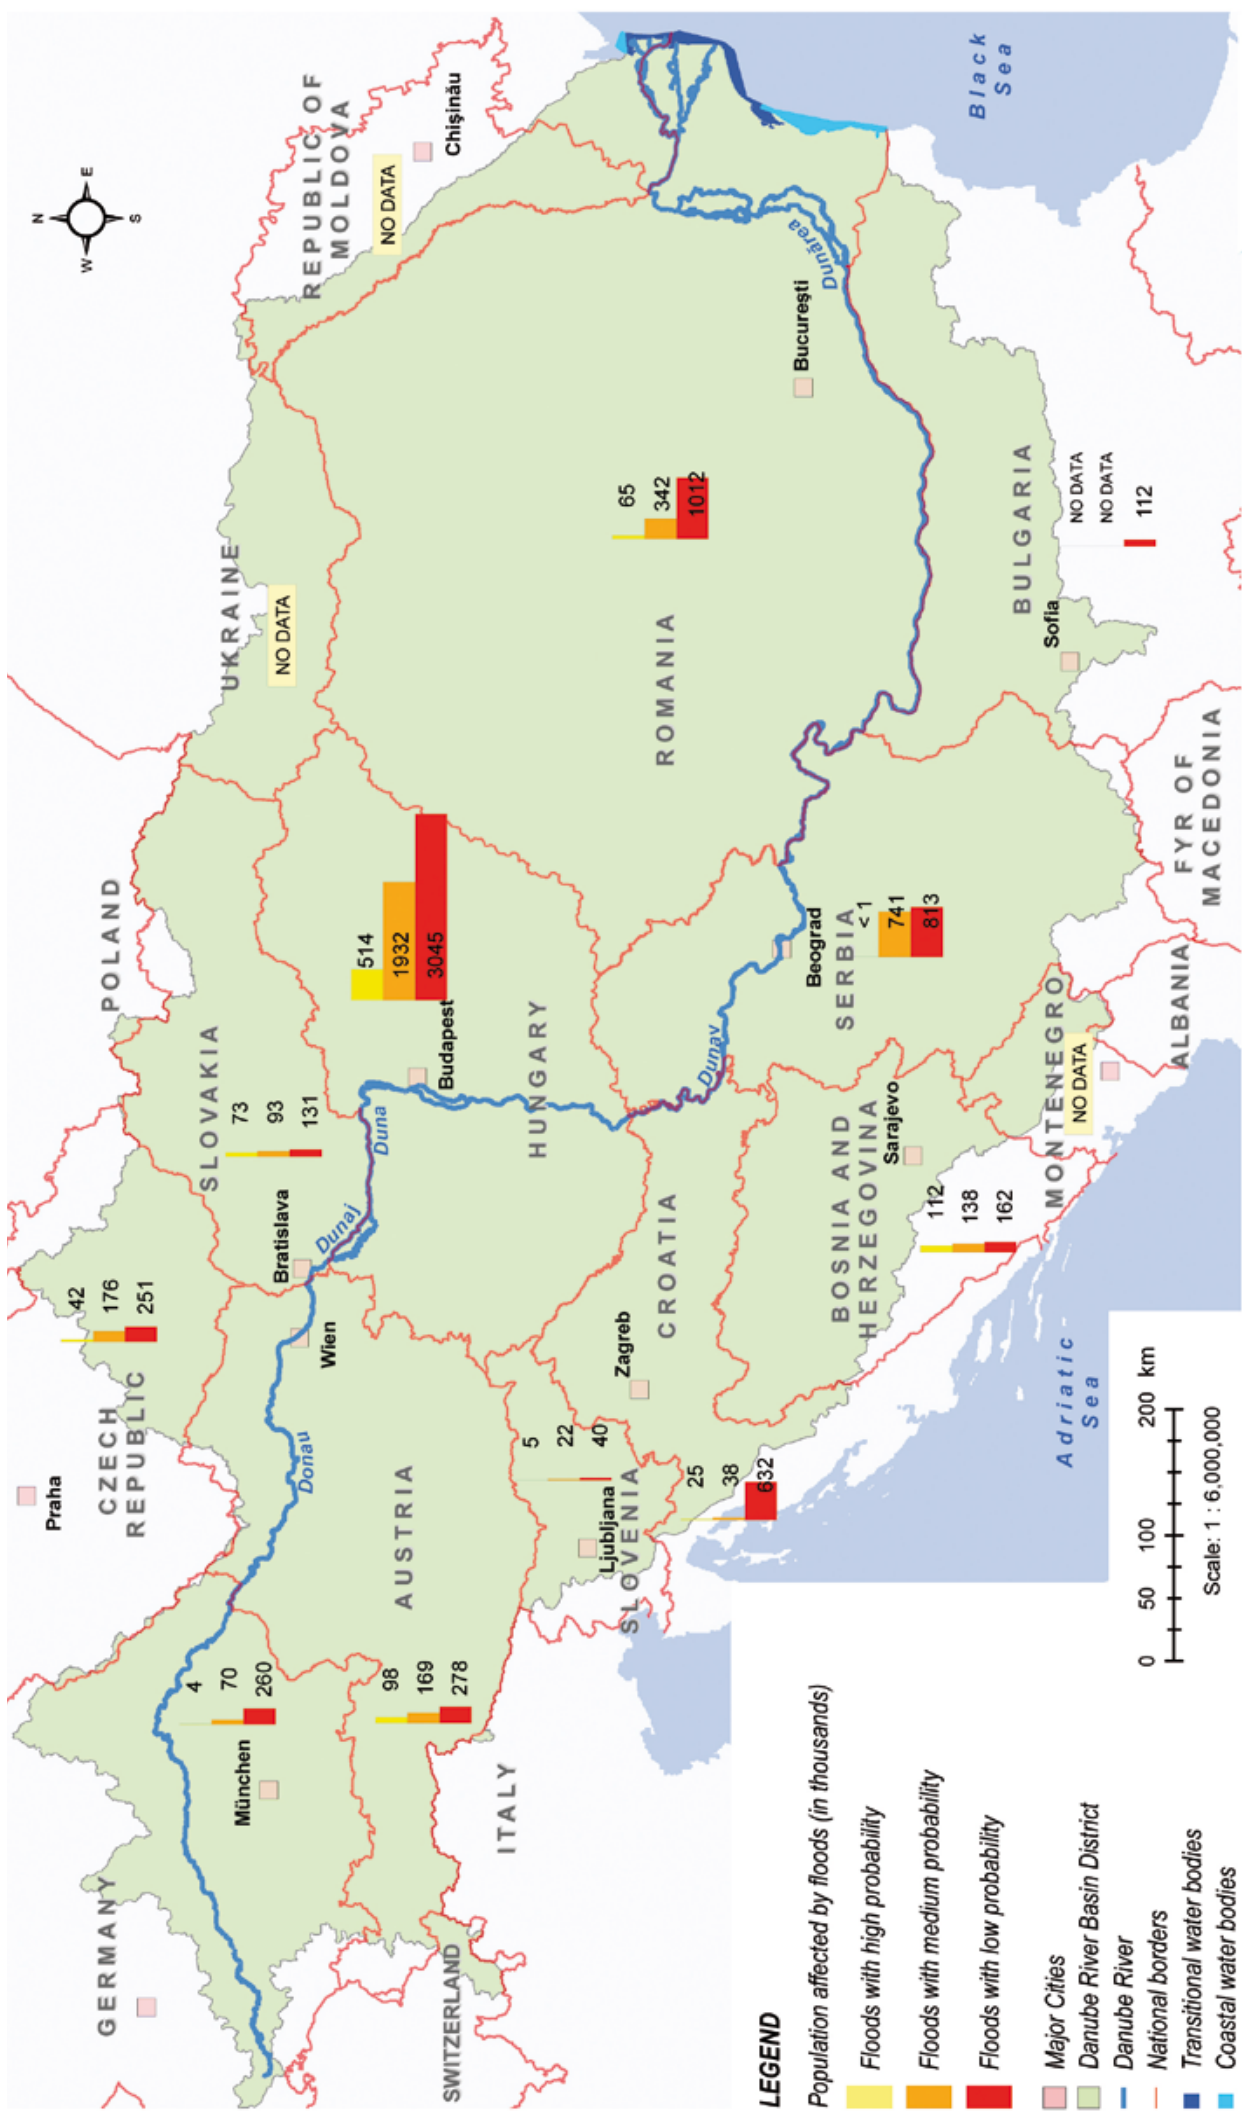 N
W
E
S
REPUBLIC OF
MOLDOVA
Chişinău
NO DATA
UKRAINE
NO DATA
POLAND
Praha
CZECH
REPUBLIC
42
176
251
SLOVAKIA
73
93
131
Bratislava
Dunaj
Duna
Wien
Donau
GERMANY
München
4
70
260
AUSTRIA
98
169
278
SWITZERLAND
ITALY
514
1932
3045
Budapest
HUNGARY
ROMANIA
65
342
1012
Bucureşti
Dunărea
Black
Sea
5
22
40
Ljubljana
SLOVENIA
Zagreb
CROATIA
25
38
632
Dunav
Beograd
SERBIA
< 1
741
813
BOSNIA AND
HERZEGOVINA
Sarajevo
112
138
162
MONTENEGRO
NO DATA
ALBANIA
FYR OF
MACEDONIA
BULGARIA
Sofia
NO DATA
NO DATA
112
Adriatic
Sea
0 50 100 200 km
Scale: 1 : 6,000,000
LEGEND
Population affected by floods (in thousands)
Floods with high probability
Floods with medium probability
Floods with low probability
Major Cities
Danube River Basin District
Danube River
National borders
Transitional water bodies
Coastal water bodies